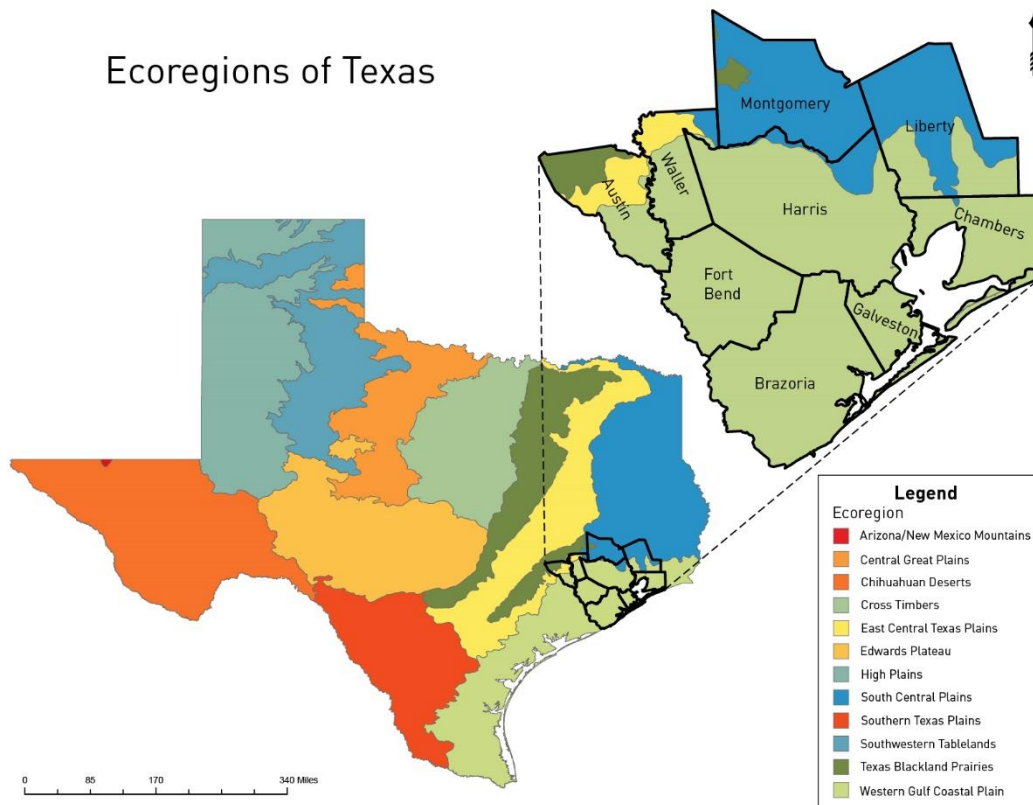 Ecoregions of Texas
Montgomery
Liberty
Waller
Austin
Harris
Chambers
Fort
Bend
Galveston
Brazoria
Legend
Ecoregion
Arizona/New Mexico Mountains
Central Great Plains
Chihuahuan Deserts
Cross Timbers
East Central Texas Plains
Edwards Plateau
High Plains
South Central Plains
Southern Texas Plains
Southwestern Tablelands
Texas Blackland Prairies
Western Gulf Coastal Plain
0 85 170 340 Miles